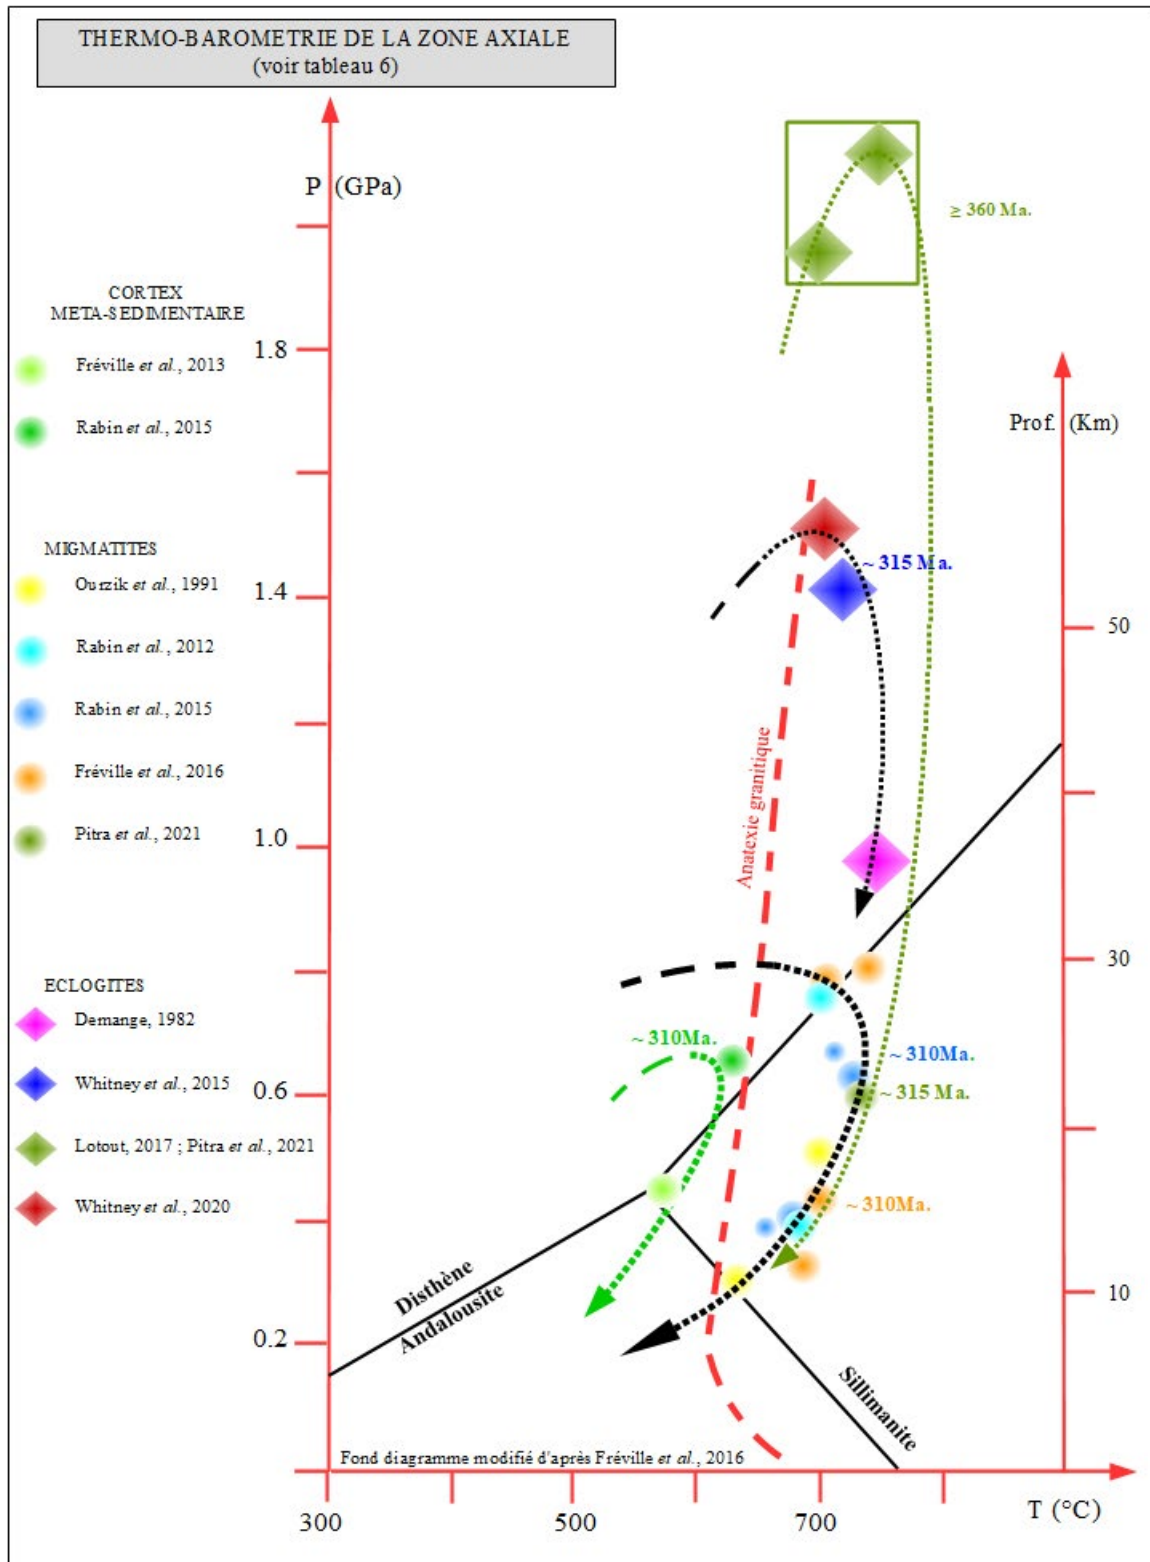 THERMO-BAROMETRIE DE LA ZONE AXIALE
(voir tableau 6)
P (GPa)
≥ 360 Ma.
CORTEX
META-SEDIMENTAIRE
Fréville et al., 2013
Rabin et al., 2015
1.8
Prof. (Km)
MIGMATITES
Ourzik et al., 1991
Rabin et al., 2012
Rabin et al., 2015
Fréville et al., 2016
Pitra et al., 2021
~ 315 Ma.
1.4
50
Anatexie granitique
1.0
30
ECLOGITES
Demange, 1982
Whitney et al., 2015
Lotout, 2017 ; Pitra et al., 2021
Whitney et al., 2020
~ 310Ma.
~ 310Ma.
0.6
~ 315 Ma.
~ 310Ma.
Disthène
Andalousite
10
0.2
Sillimanite
Fond diagramme modifié d'après Fréville et al., 2016
300
500
700
T (°C)